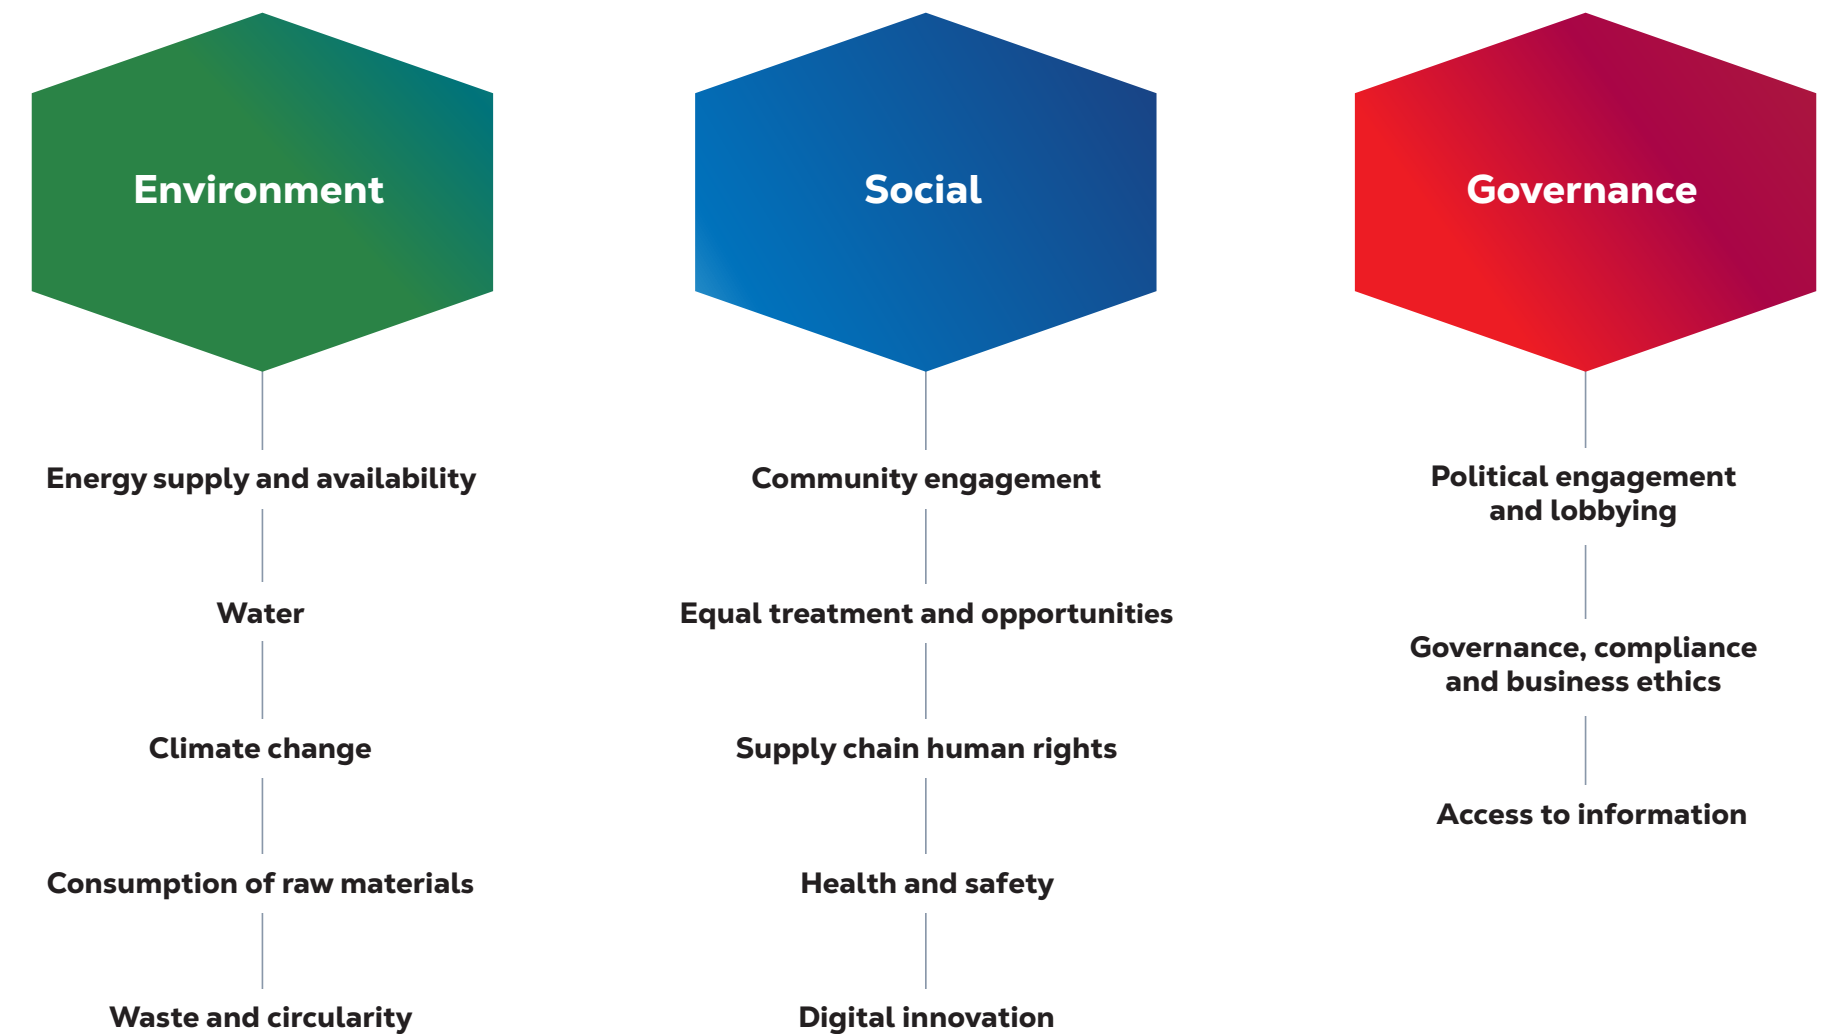 Environment
Energy supply and availability
Water
Climate change
Consumption of raw materials
Waste and circularity
Social
Community engagement
Equal treatment and opportunities
Supply chain human rights
Health and safety
Digital innovation
Governance
Political engagement
and lobbying
Governance, compliance
and business ethics
Access to information